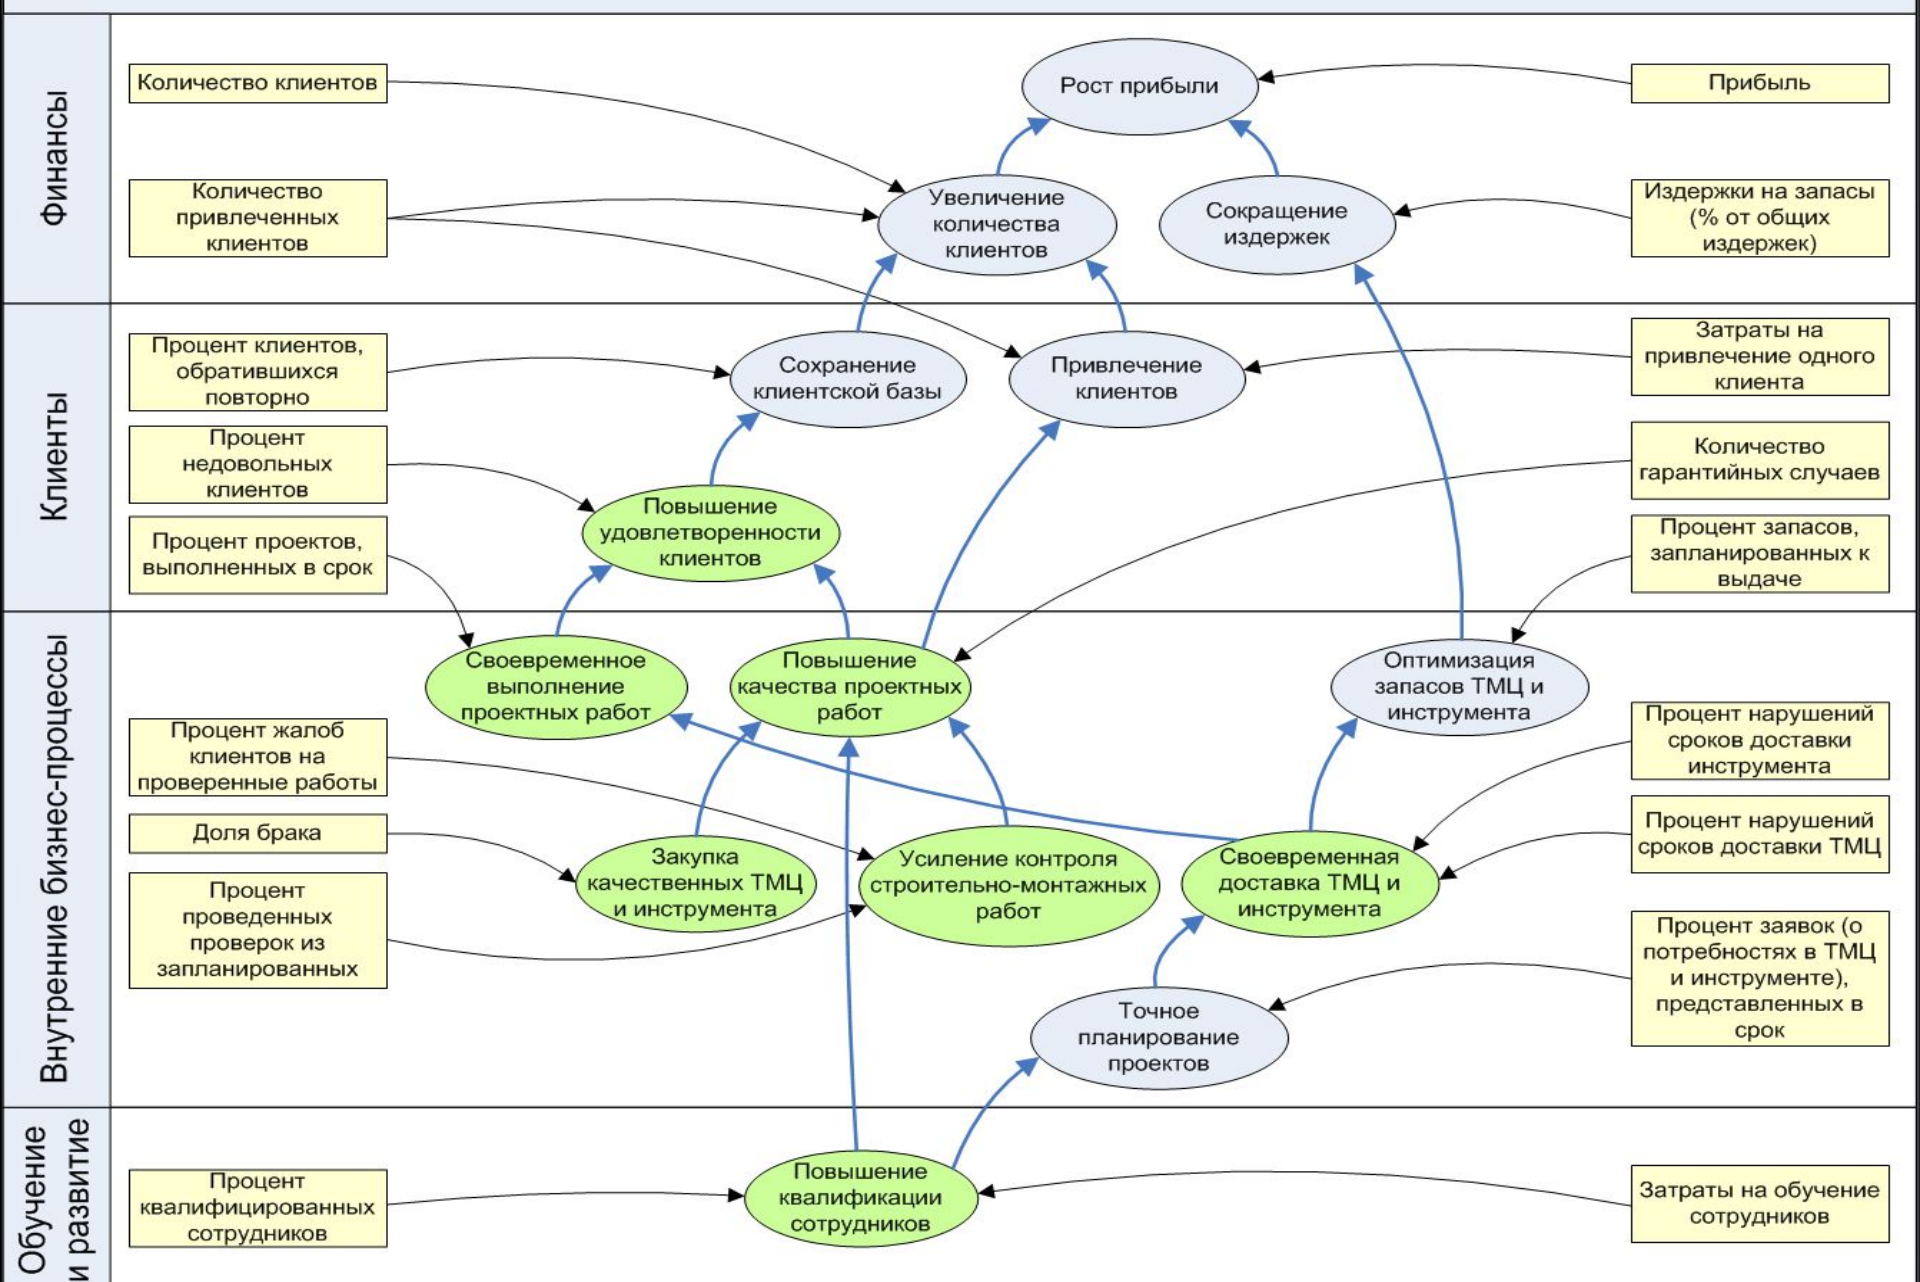 Финансы
Количество клиентов
Рост прибыли
Прибыль
Количество
привлеченных
клиентов
Увеличение
количества
клиентов
Сокращение
издержек
Издержки на запасы
(% от общих
издержек)
Клиенты
Процент клиентов,
обратившихся
повторно
Сохранение
клиентской базы
Привлечение
клиентов
Затраты на
привлечение одного
клиента
Процент
недовольных
клиентов
Количество
гарантийных случаев
Повышение
удовлетворенности
клиентов
Процент проектов,
выполненных в срок
Процент запасов,
запланированных к
выдаче
Внутренние бизнес-процессы
Своевременное
выполнение
проектных работ
Повышение
качества проектных
работ
Оптимизация
запасов ТМЦ и
инструмента
Процент жалоб
клиентов на
проверенные работы
Процент нарушений
сроков доставки
инструмента
Доля брака
Закупка
качественных ТМЦ
и инструмента
Усиление контроля
строительно-монтажных
работ
Своевременная
доставка ТМЦ и
инструмента
Процент нарушений
сроков доставки ТМЦ
Процент
проведенных
проверок из
запланированных
Процент заявок (о
потребностях в ТМЦ
и инструменте),
представленных в
срок
Точное
планирование
проектов
Обучение
и развитие
Процент
квалифицированных
сотрудников
Повышение
квалификации
сотрудников
Затраты на обучение
сотрудников